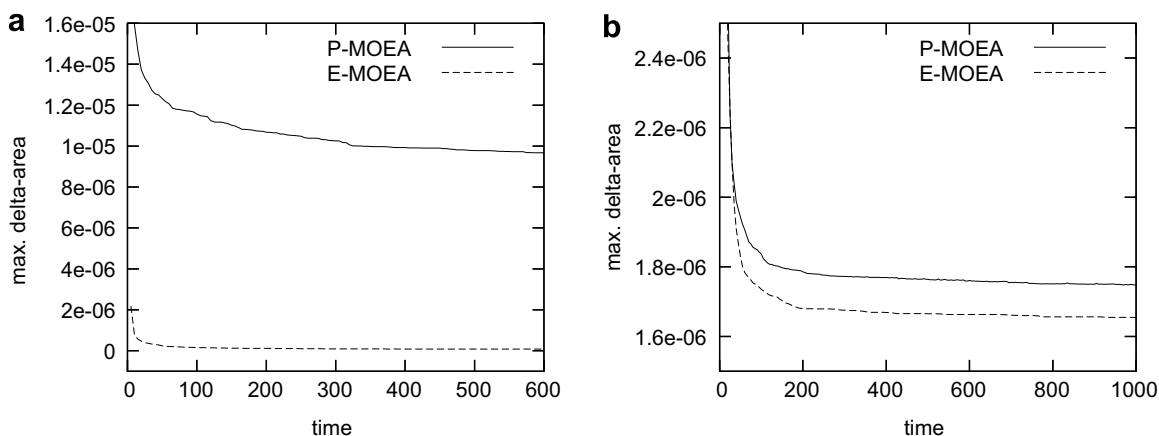 a
1.6e-05
1.4e-05
1.2e-05
1e-05
8e-06
6e-06
4e-06
2e-06
0
max. delta-area
P-MOEA
E-MOEA
0 100 200 300 400 500 600
time
b
2.4e-06
2.2e-06
2e-06
1.8e-06
1.6e-06
max. delta-area
P-MOEA
E-MOEA
0 200 400 600 800 1000
time